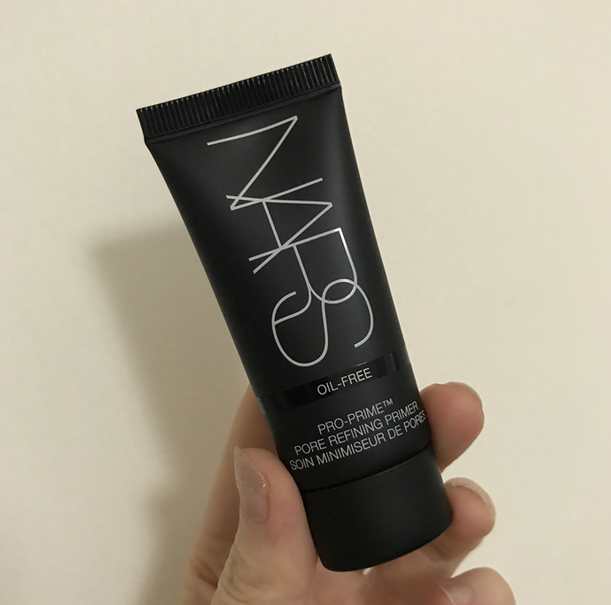 NARS
OIL-FREE
PRO-PRIME™
PORE REFINING PRIMER
SOIN MINIMISEUR DE PORES